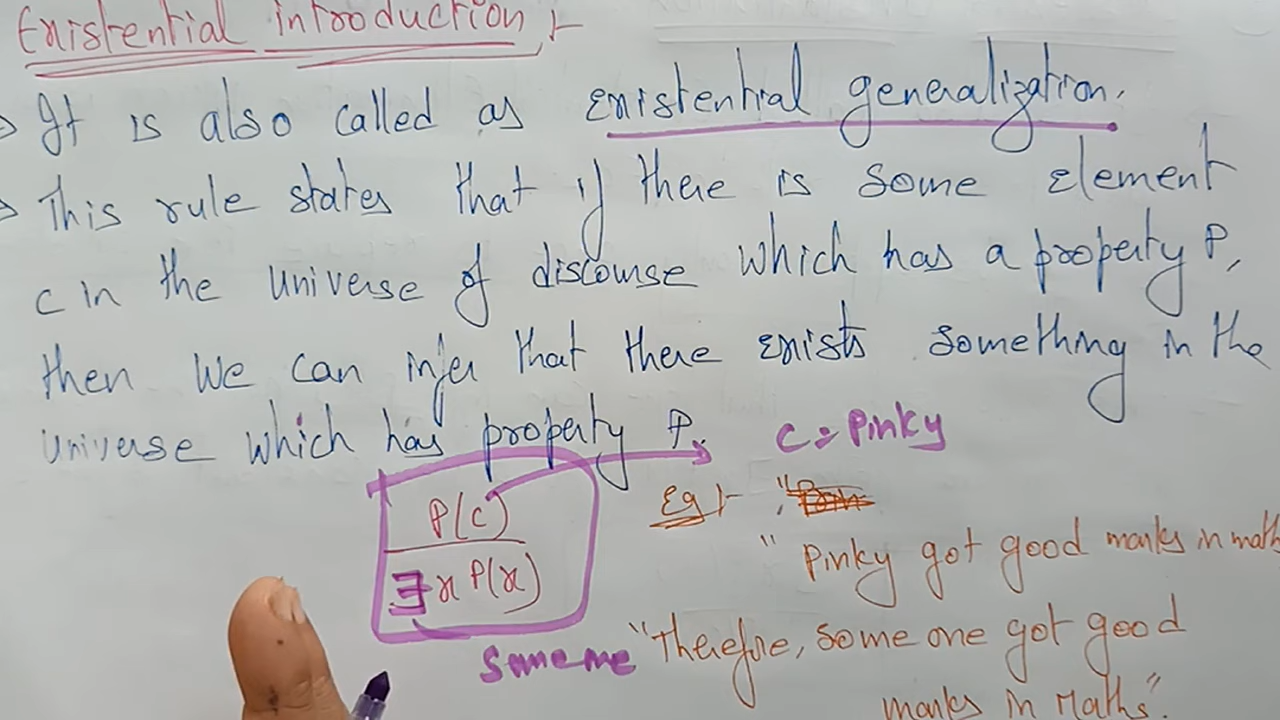 Existential introduction :-
It is also called as Existential generalization.
This rule states that if there is some element
c in the universe of discourse which has a property P,
then we can infer that there exists something in the
universe which has property P.
C = Pinky
P(c)
∃x P(x)
Eg :-
"Pinky got good marks in math
Someone
"Therefore, some one got good
marks in Maths".